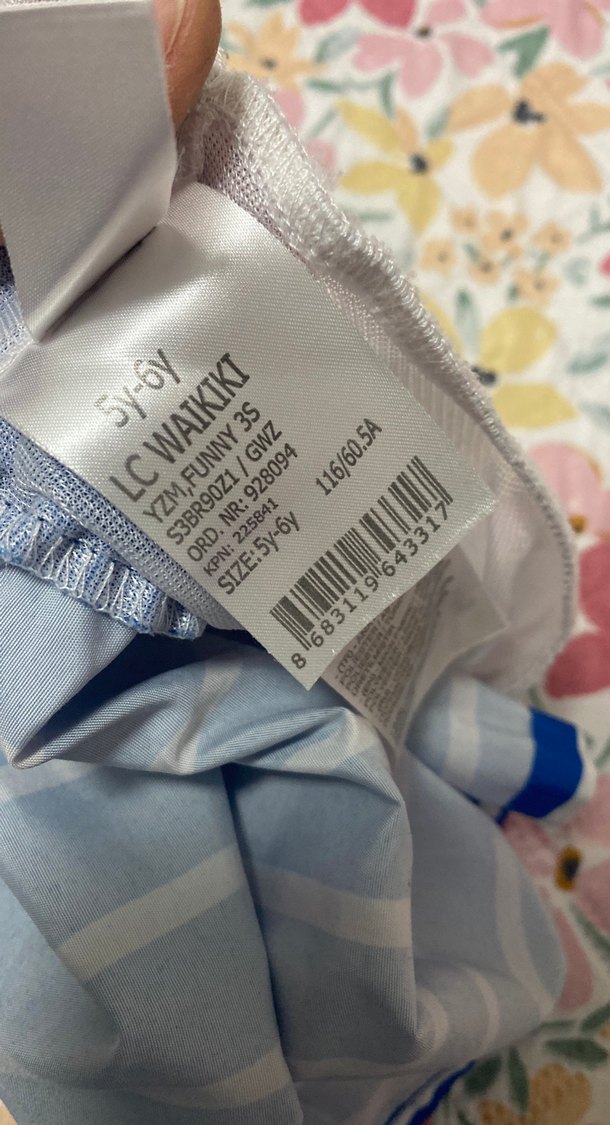 5y-6y
LC WAIKIKI
YZM,FUNNY 3S
S3BR90Z1 / GWZ
ORD. NR: 928094
KPN: 225841
SIZE:5y-6y
116/60.5A
8 683119 643317